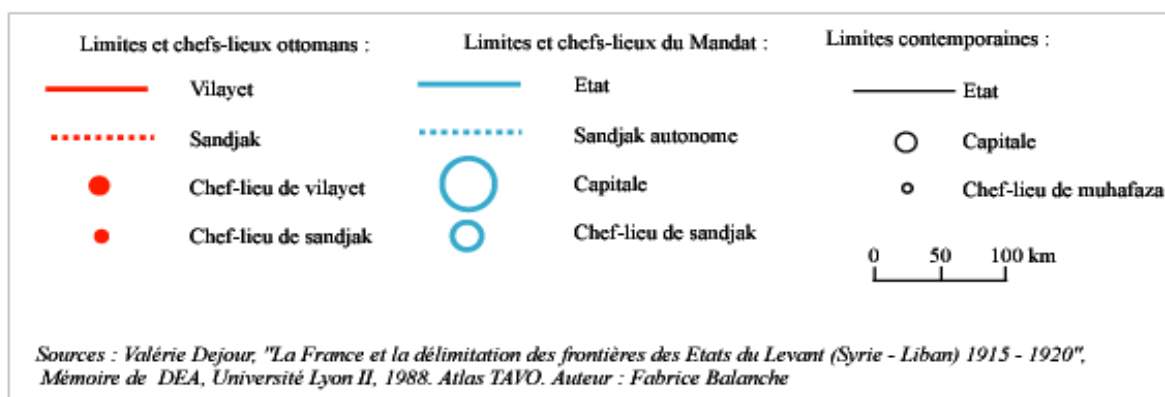 Limites et chefs-lieux ottomans :
Vilayet
Sandjak
Chef-lieu de vilayet
Chef-lieu de sandjak
Limites et chefs-lieux du Mandat :
Etat
Sandjak autonome
Capitale
Chef-lieu de sandjak
Limites contemporaines :
Etat
Capitale
Chef-lieu de muhafaza
0 50 100 km
Sources : Valérie Dejour, "La France et la délimitation des frontières des Etats du Levant (Syrie - Liban) 1915 - 1920",
Mémoire de DEA, Université Lyon II, 1988. Atlas TAVO. Auteur : Fabrice Balanche